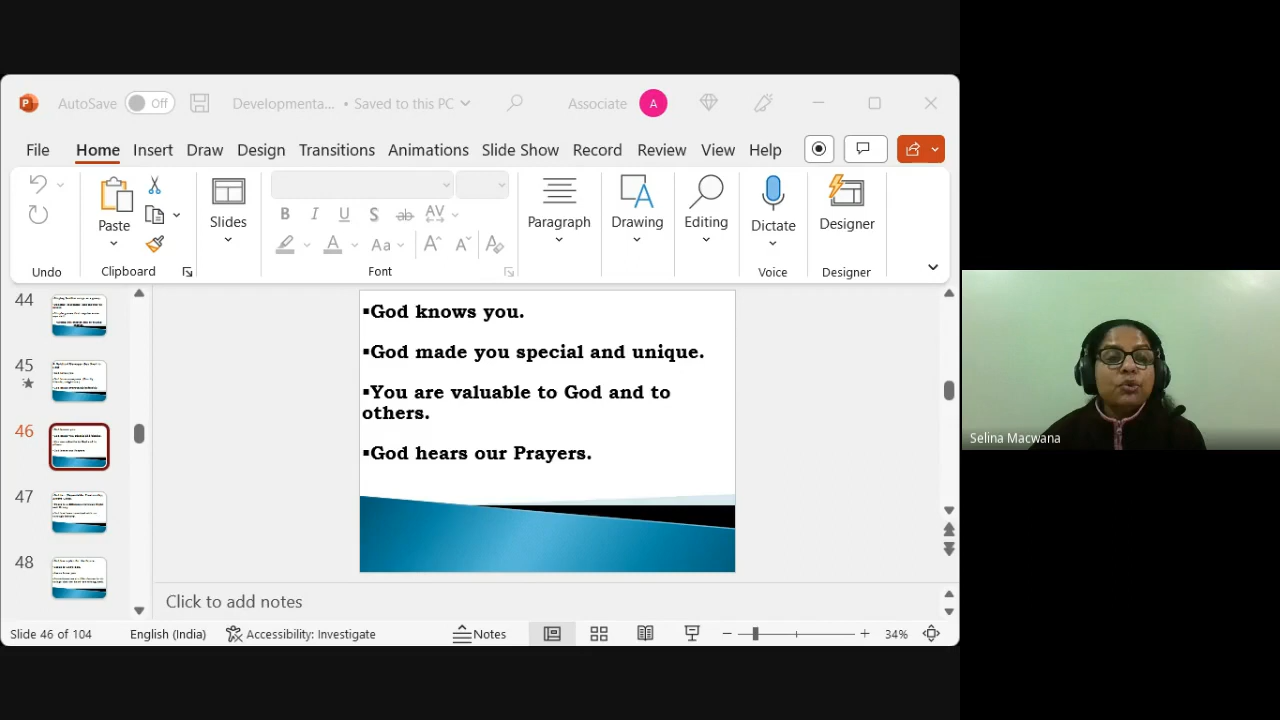 AutoSave Off Developmenta... • Saved to this PC Associate A
File Home Insert Draw Design Transitions Animations Slide Show Record Review View Help
Paste Slides Paragraph Drawing Editing Dictate Designer
B I U S ab AV
A Aa A A A
Undo Clipboard Font Voice Designer
44
45
46
47
48
▪God knows you.
▪God made you special and unique.
▪You are valuable to God and to
others.
▪God hears our Prayers.
Selina Macwana
Click to add notes
Slide 46 of 104 English (India) Accessibility: Investigate Notes 34%